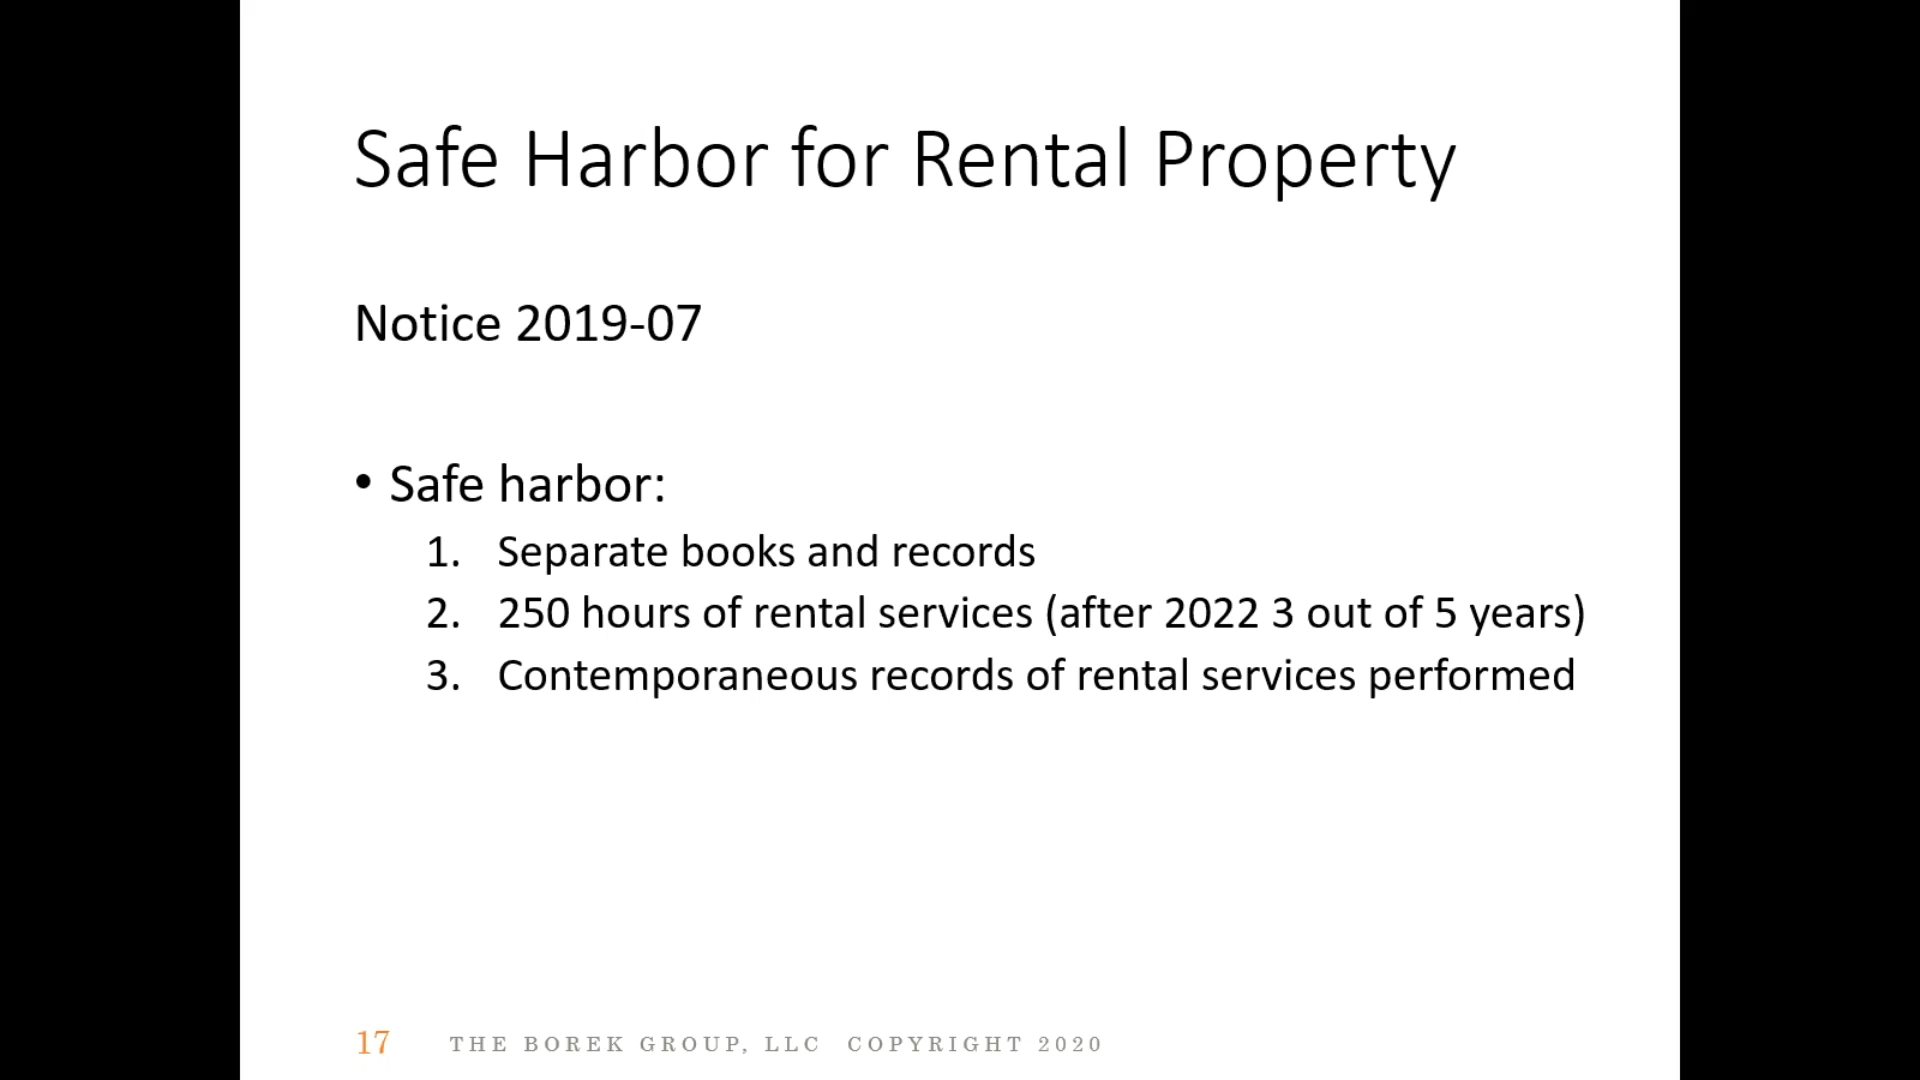 Safe Harbor for Rental Property
Notice 2019-07
• Safe harbor:
1. Separate books and records
2. 250 hours of rental services (after 2022 3 out of 5 years)
3. Contemporaneous records of rental services performed
17 THE BOREK GROUP, LLC COPYRIGHT 2020